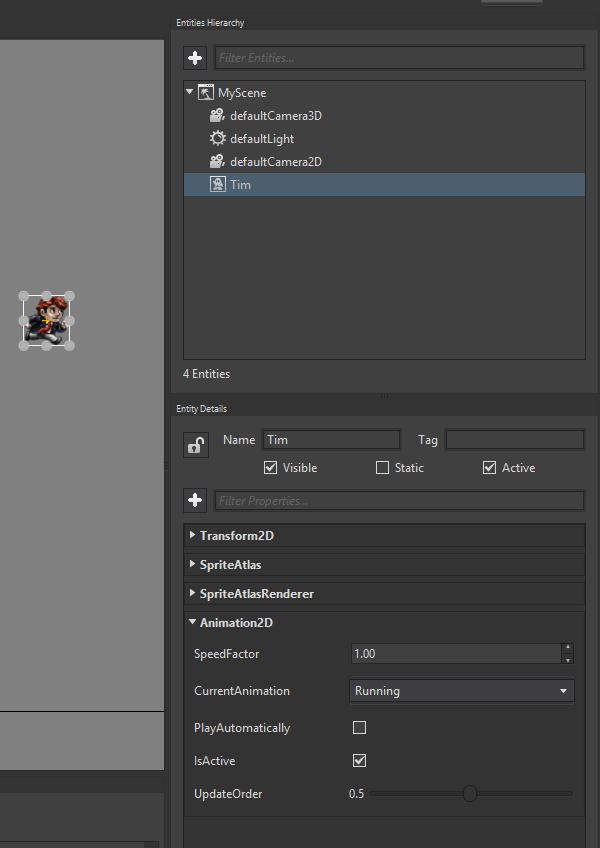 Entities Hierarchy
Filter Entities...
MyScene
defaultCamera3D
defaultLight
defaultCamera2D
Tim
4 Entities
Entity Details
Name Tim Tag
Visible Static Active
Filter Properties...
Transform2D
SpriteAtlas
SpriteAtlasRenderer
Animation2D
SpeedFactor 1.00
CurrentAnimation Running
PlayAutomatically
IsActive
UpdateOrder 0.5